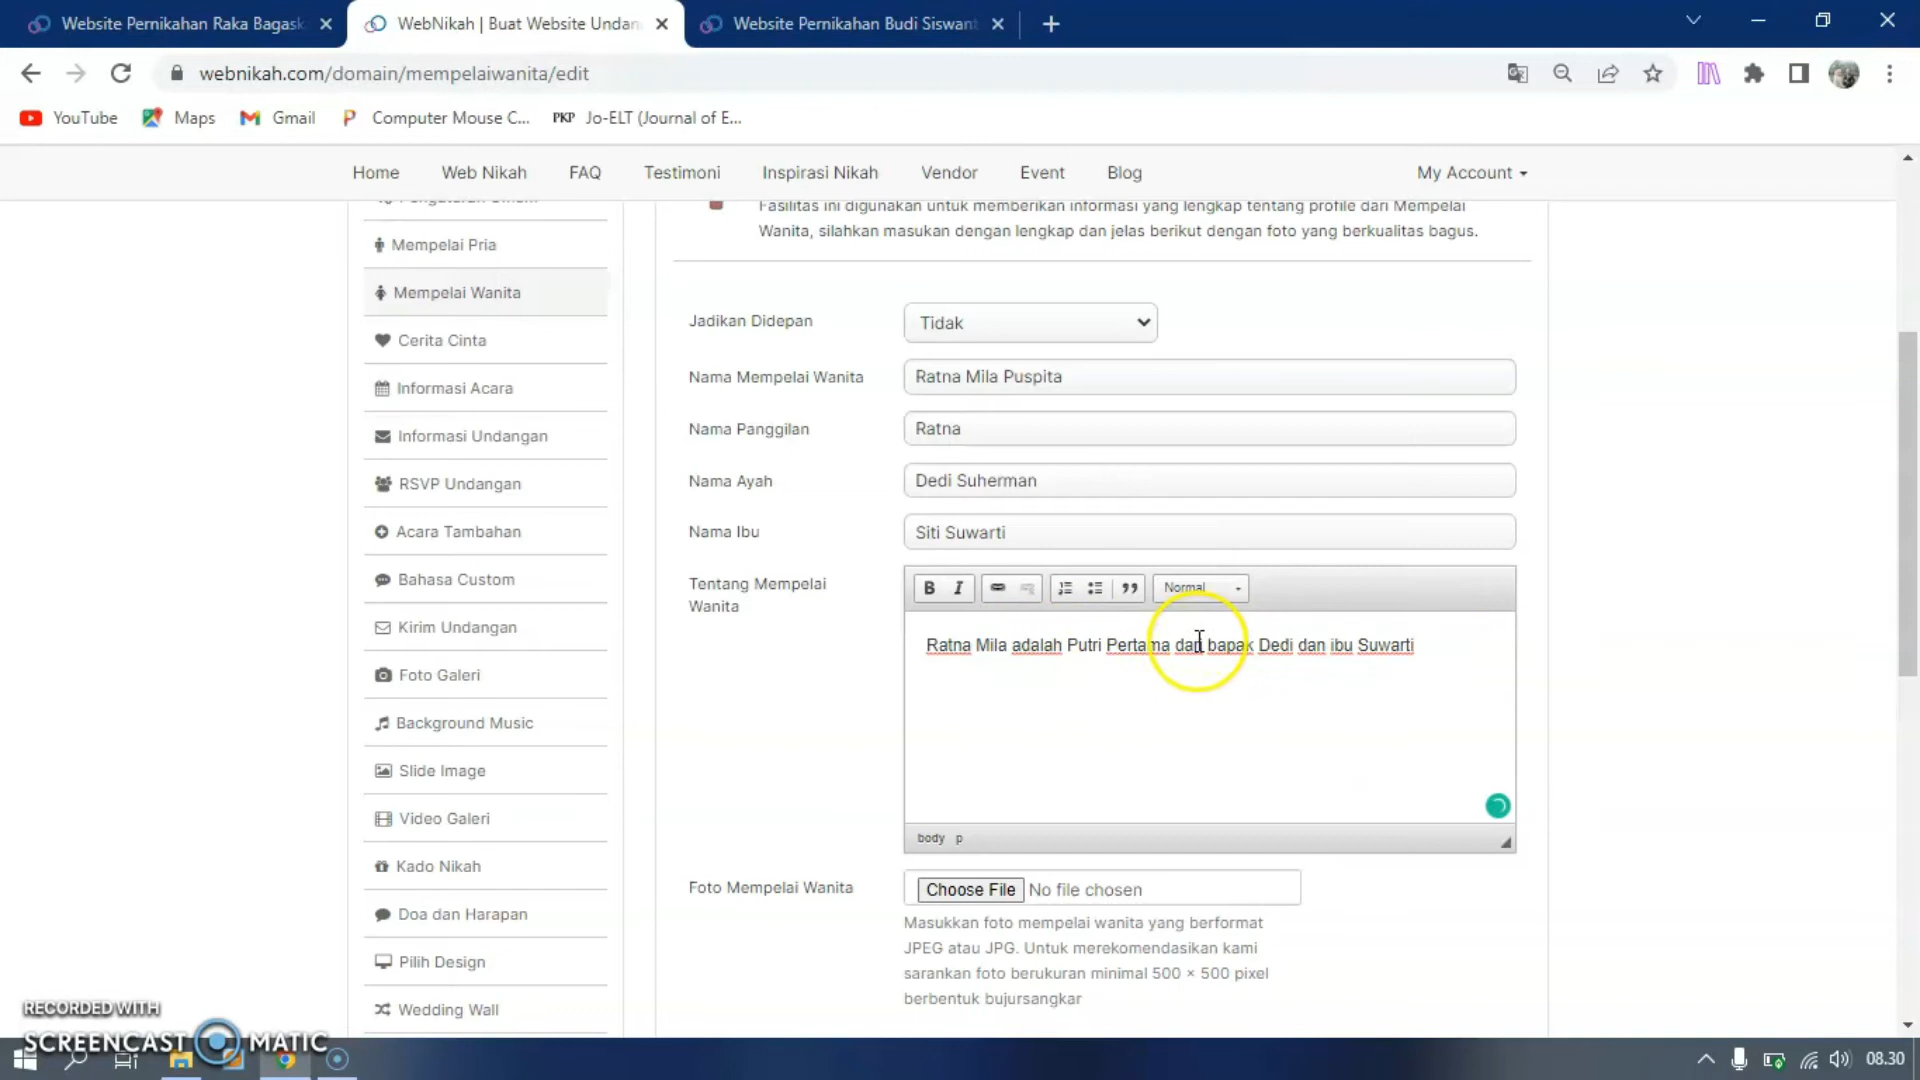 Website Pernikahan Raka Bagask
WebNikah | Buat Website Undan
Website Pernikahan Budi Siswant
webnikah.com/domain/mempelaiwanita/edit
YouTube
Maps
Gmail
Computer Mouse C...
PKP Jo-ELT (Journal of E...
Home
Web Nikah
FAQ
Testimoni
Inspirasi Nikah
Vendor
Event
Blog
My Account
Mempelai Pria
Mempelai Wanita
Cerita Cinta
Informasi Acara
Informasi Undangan
RSVP Undangan
Acara Tambahan
Bahasa Custom
Kirim Undangan
Foto Galeri
Background Music
Slide Image
Video Galeri
Kado Nikah
Doa dan Harapan
Pilih Design
Wedding Wall
Fasilitas ini digunakan untuk memberikan informasi yang lengkap tentang profile dari Mempelai
Wanita, silahkan masukan dengan lengkap dan jelas berikut dengan foto yang berkualitas bagus.
Jadikan Didepan
Tidak
Nama Mempelai Wanita
Ratna Mila Puspita
Nama Panggilan
Ratna
Nama Ayah
Dedi Suherman
Nama Ibu
Siti Suwarti
Tentang Mempelai
Wanita
B I
Normal
Ratna Mila adalah Putri Pertama dari bapak Dedi dan ibu Suwarti
body p
Foto Mempelai Wanita
Choose File No file chosen
Masukkan foto mempelai wanita yang berformat
JPEG atau JPG. Untuk merekomendasikan kami
sarankan foto berukuran minimal 500 × 500 pixel
berbentuk bujursangkar
RECORDED WITH
SCREENCAST MATIC
08.30